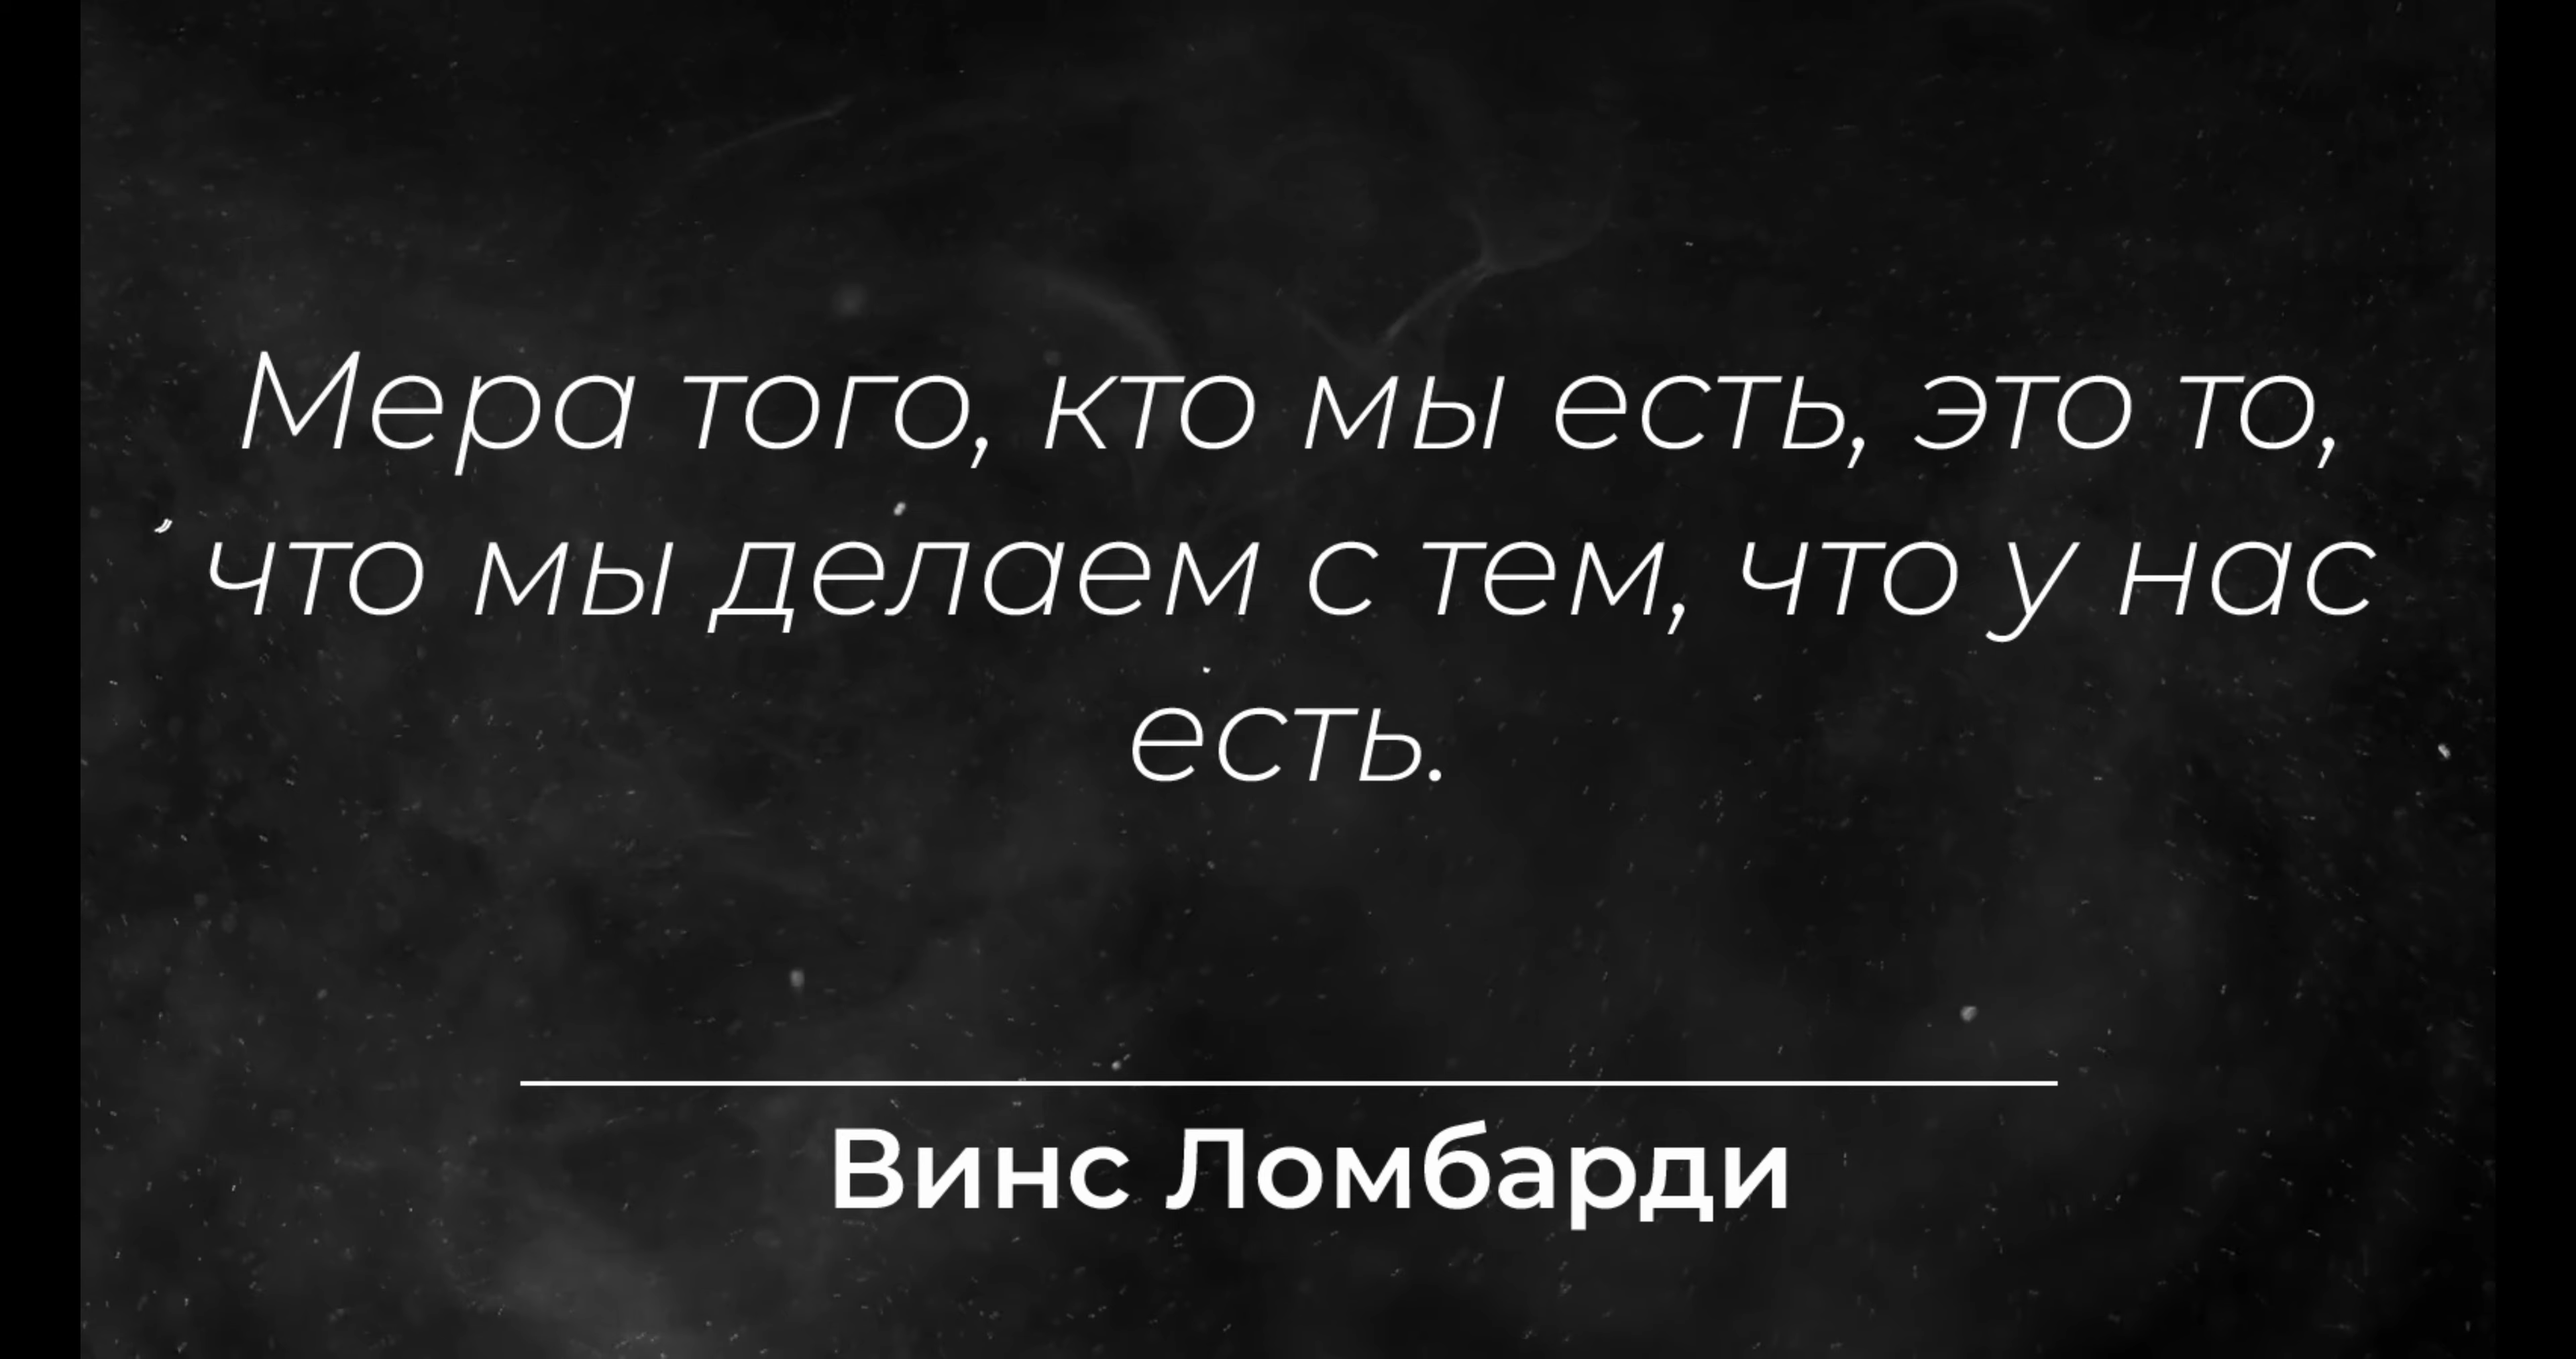 Мера того, кто мы есть, это то,
что мы делаем с тем, что у нас
есть.
Винс Ломбарди